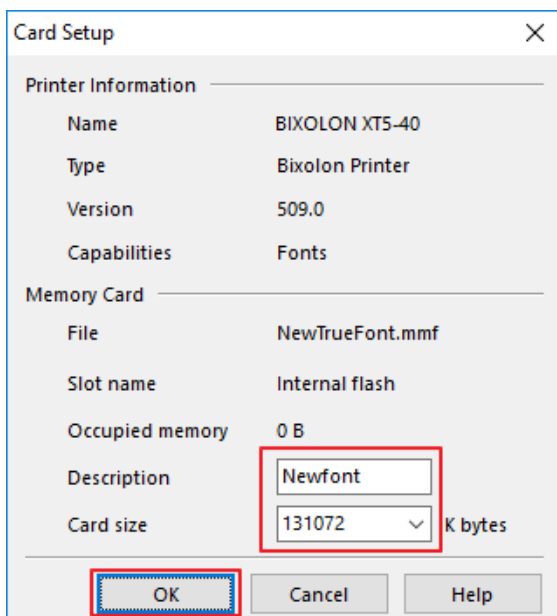 Card Setup
Printer Information
Name BIXOLON XT5-40
Type Bixolon Printer
Version 509.0
Capabilities Fonts
Memory Card
File NewTrueFont.mmf
Slot name Internal flash
Occupied memory 0 B
Description Newfont
Card size 131072 K bytes
OK Cancel Help